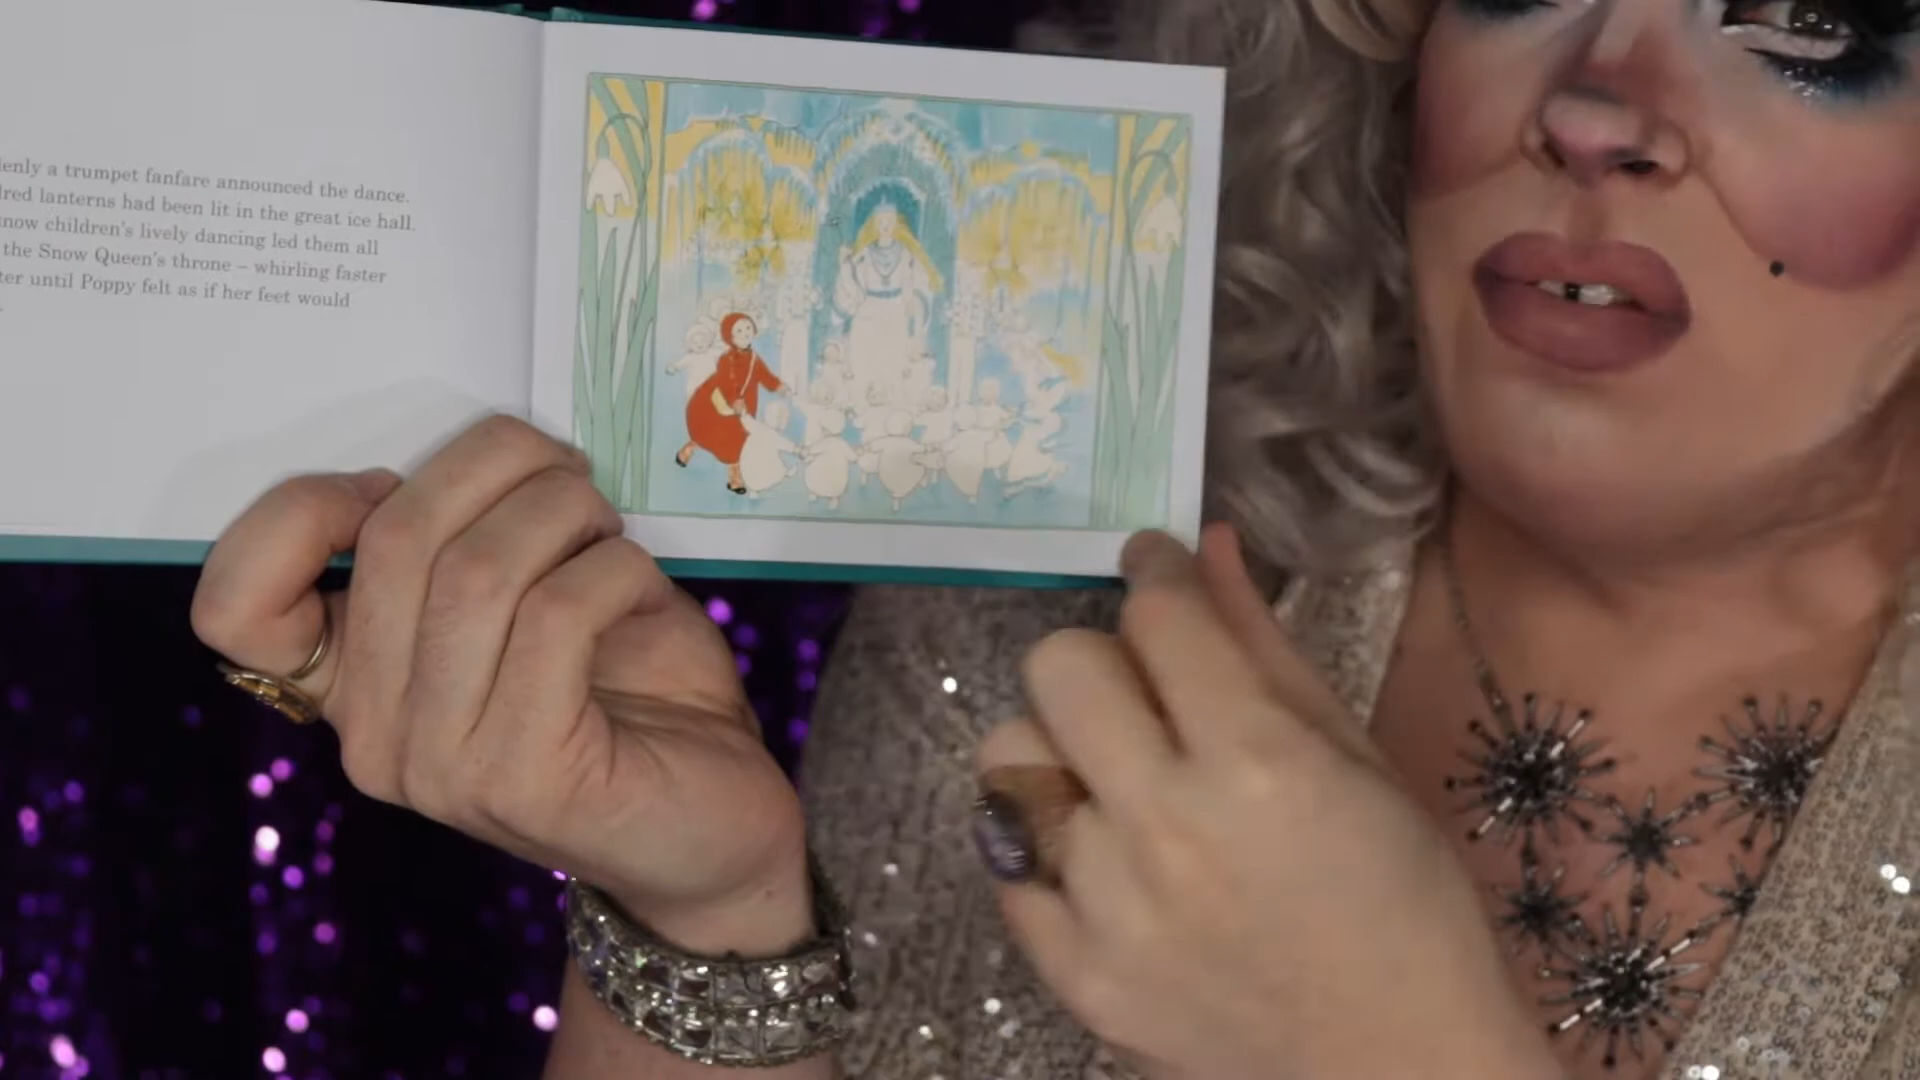 enly a trumpet fanfare announced the dance.
dred lanterns had been lit in the great ice hall.
now children's lively dancing led them all
the Snow Queen's throne – whirling faster
ter until Poppy felt as if her feet would